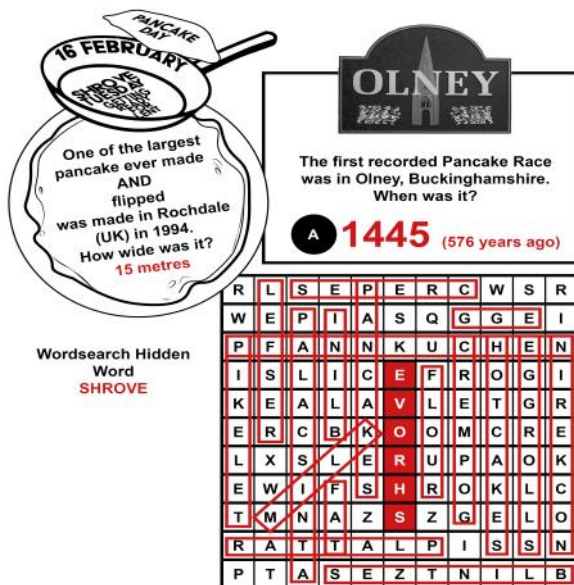 PANCAKE
DAY
16 FEBRUARY
SHROVE
TUESDAY
One of the largest
pancake ever made
AND
flipped
was made in Rochdale
(UK) in 1994.
How wide was it?
15 metres
OLNEY
The first recorded Pancake Race
was in Olney, Buckinghamshire.
When was it?
A 1445 (576 years ago)
Wordsearch Hidden
Word
SHROVE
R L S E P E R C W S R
W E P I A S Q G G E I
P F A N N K U C H E N
I S L I C E F R O G I
K E A L A V L E T G R
E R C B K O O M C R E
L X S L E R U P A O K
E W I F S H R O K L C
T M N A Z S Z G E L O
R A T T A L P I S S N
P T A S E Z T N I L B